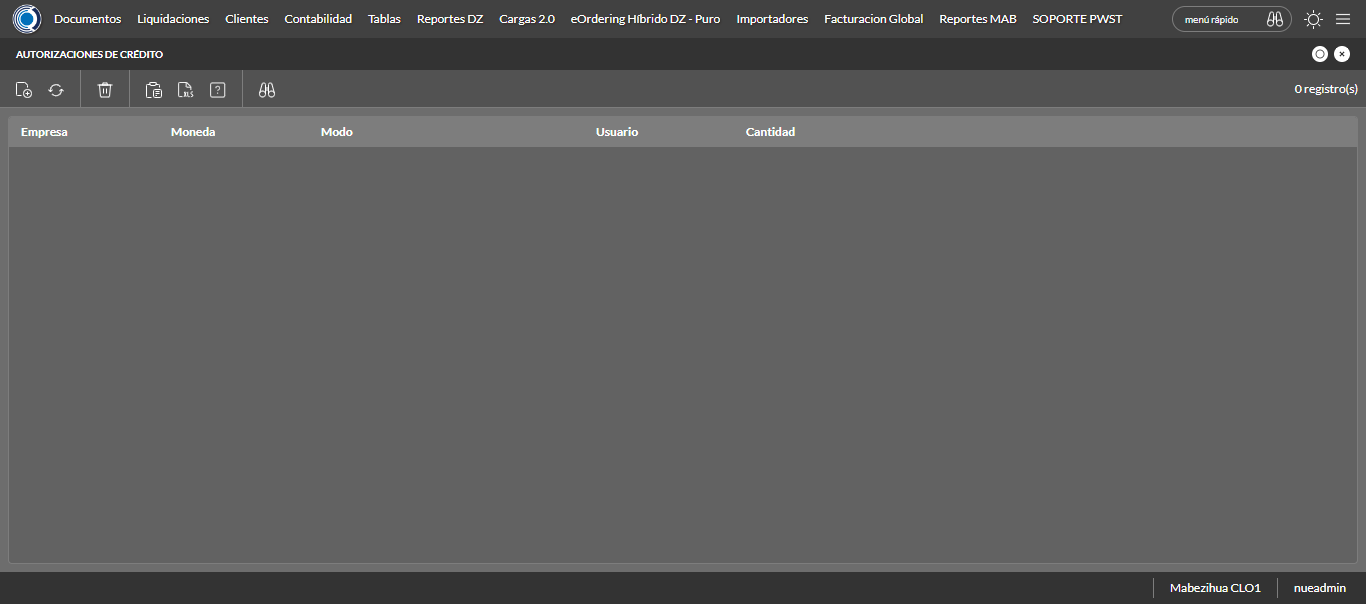 Documentos Liquidaciones Clientes Contabilidad Tablas Reportes DZ Cargas 2.0 eOrdering Híbrido DZ - Puro Importadores Facturacion Global Reportes MAB SOPORTE PWST menú rápido
AUTORIZACIONES DE CRÉDITO
XLS ? 0 registro(s)
Empresa Moneda Modo Usuario Cantidad
Mabezihua CLO1 nueadmin